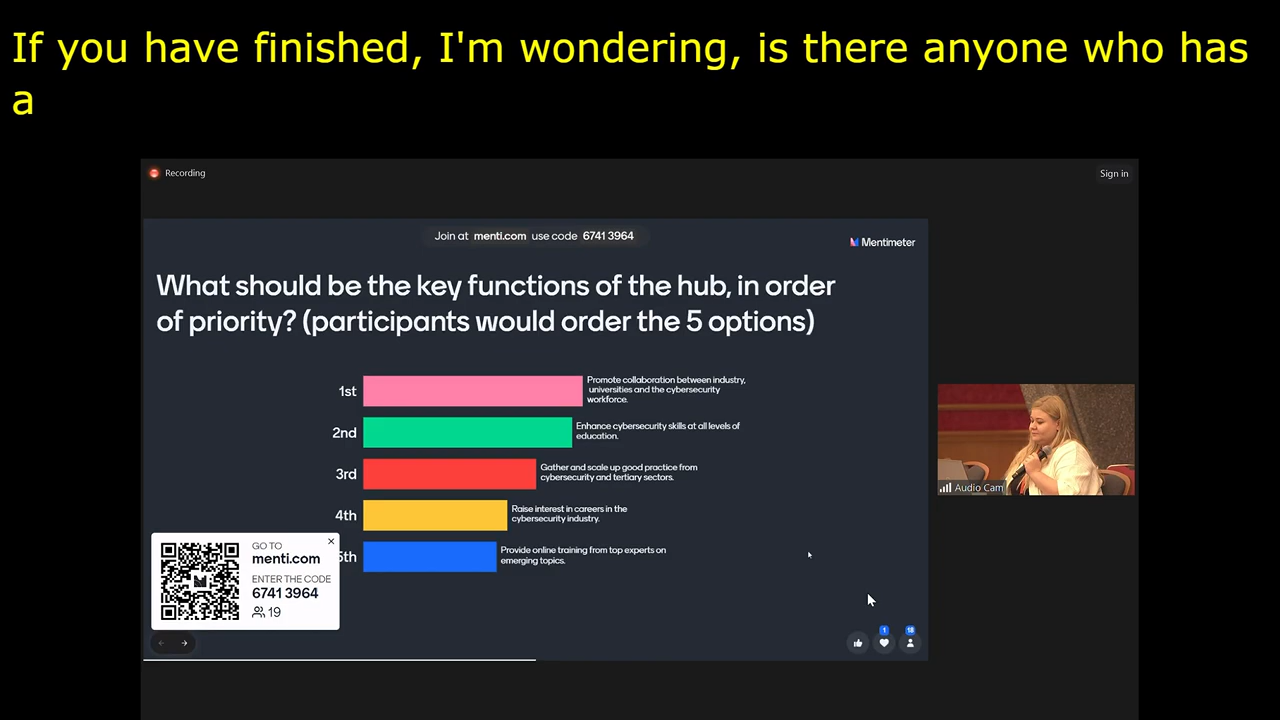 If you have finished, I'm wondering, is there anyone who has
a
Recording
Sign in
Join at menti.com use code 6741 3964
Mentimeter
What should be the key functions of the hub, in order
of priority? (participants would order the 5 options)
1st
Promote collaboration between industry,
universities and the cybersecurity
workforce.
2nd
Enhance cybersecurity skills at all levels of
education.
3rd
Gather and scale up good practice from
cybersecurity and tertiary sectors.
4th
Raise interest in careers in the
cybersecurity industry.
5th
Provide online training from top experts on
emerging topics.
GO TO
menti.com
ENTER THE CODE
6741 3964
19
1
18
Audio Cam